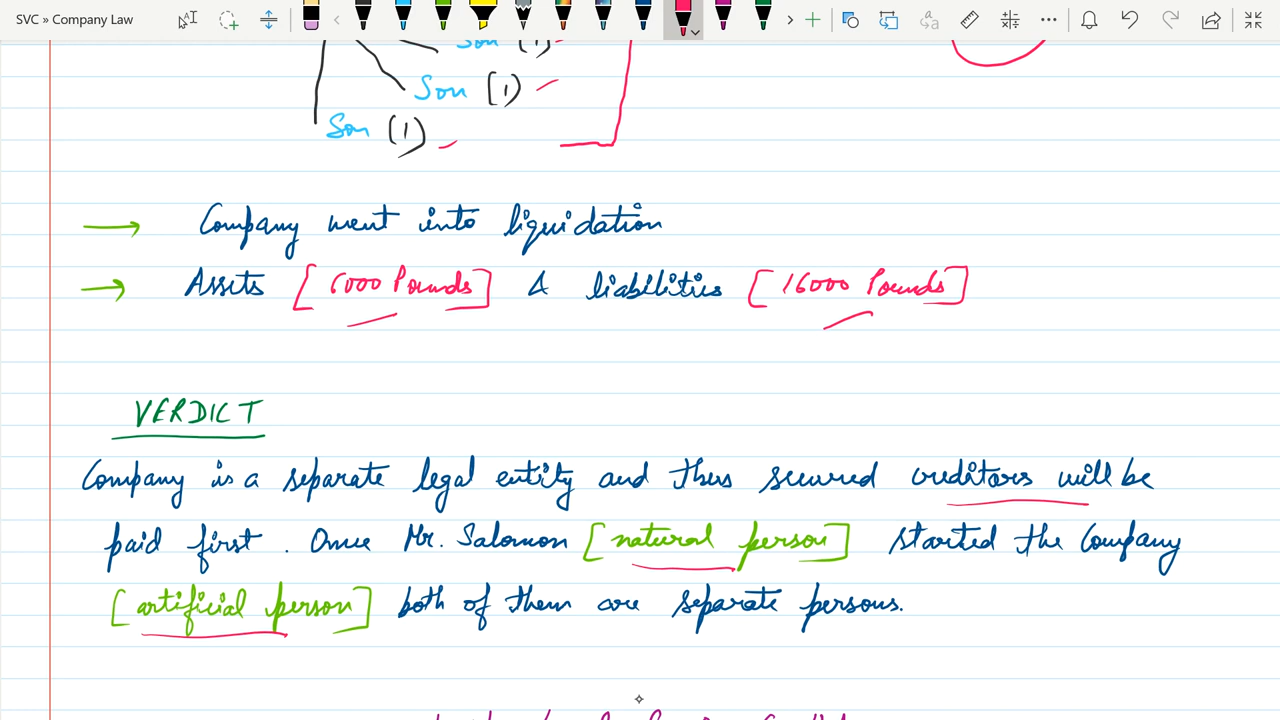 SVC » Company Law
Son (1)
Son (1)
Son (1)
Company went into liquidation
Assets [6000 Pounds] & liabilities [16000 Pounds]
VERDICT
Company is a separate legal entity and thus secured creditors will be
paid first. Once Mr. Salomon [natural person] started the Company
[artificial person] both of them are separate persons.